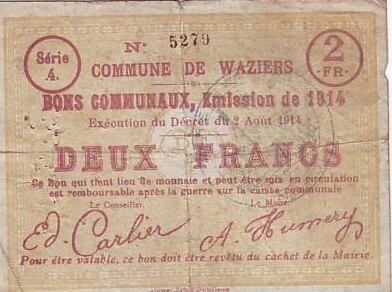 Série
4.
N° 5279
2
FR.
COMMUNE DE WAZIERS
BONS COMMUNAUX, Emission de 1914
Exécution du Décret du 2 Août 1914
DEUX FRANCS
Ce bon qui tient lieu de monnaie et peut être mis en circulation
est remboursable après la guerre sur la caisse communale
Le Conseiller.
Le Maire.
Ed. Carlier
A. Hummery
Pour être valable, ce bon doit être revêtu du cachet de la Mairie.